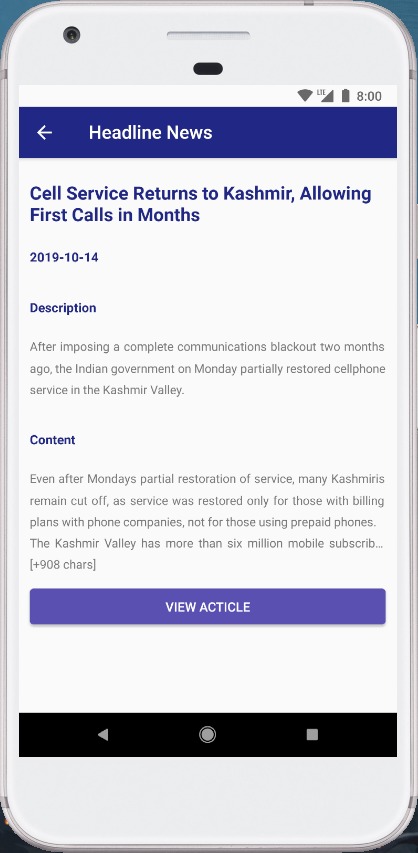 LTE 8:00
Headline News
Cell Service Returns to Kashmir, Allowing
First Calls in Months
2019-10-14
Description
After imposing a complete communications blackout two months
ago, the Indian government on Monday partially restored cellphone
service in the Kashmir Valley.
Content
Even after Mondays partial restoration of service, many Kashmiris
remain cut off, as service was restored only for those with billing
plans with phone companies, not for those using prepaid phones.
The Kashmir Valley has more than six million mobile subscrib…
[+908 chars]
VIEW ACTICLE